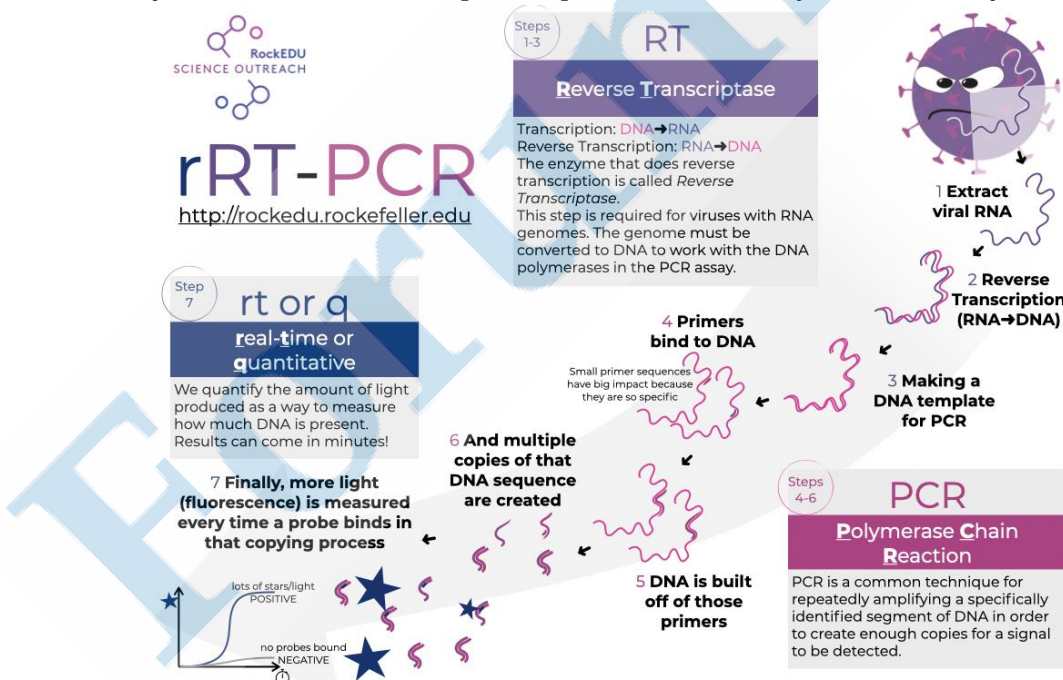 RockEDU
SCIENCE OUTREACH
rRT-PCR
http://rockedu.rockefeller.edu
Steps
1-3
RT
Reverse Transcriptase
Transcription: DNA➜RNA
Reverse Transcription: RNA➜DNA
The enzyme that does reverse
transcription is called Reverse
Transcriptase.
This step is required for viruses with RNA
genomes. The genome must be
converted to DNA to work with the DNA
polymerases in the PCR assay.
1 Extract
viral RNA
2 Reverse
Transcription
(RNA➜DNA)
3 Making a
DNA template
for PCR
4 Primers
bind to DNA
Small primer sequences
have big impact because
they are so specific
5 DNA is built
off of those
primers
6 And multiple
copies of that
DNA sequence
are created
Steps
4-6
PCR
Polymerase Chain
Reaction
PCR is a common technique for
repeatedly amplifying a specifically
identified segment of DNA in order
to create enough copies for a signal
to be detected.
Step
7
rt or q
real-time or
quantitative
We quantify the amount of light
produced as a way to measure
how much DNA is present.
Results can come in minutes!
7 Finally, more light
(fluorescence) is measured
every time a probe binds in
that copying process
lots of stars/light
POSITIVE
no probes bound
NEGATIVE